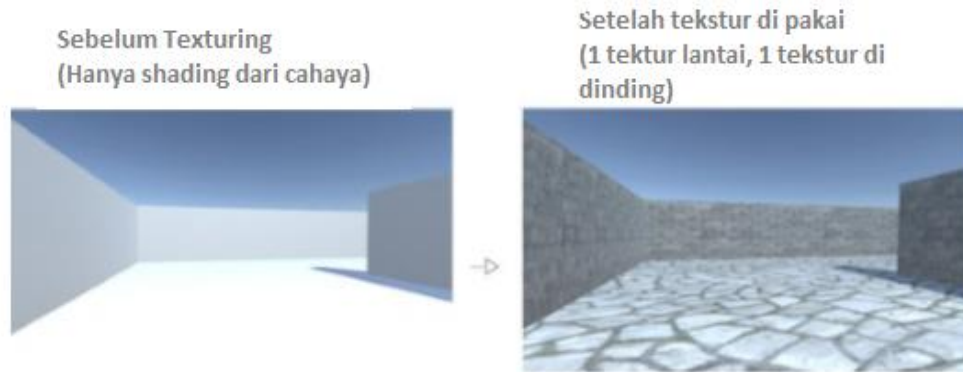 Sebelum Texturing
(Hanya shading dari cahaya)
Setelah tekstur di pakai
(1 tektur lantai, 1 tekstur di
dinding)